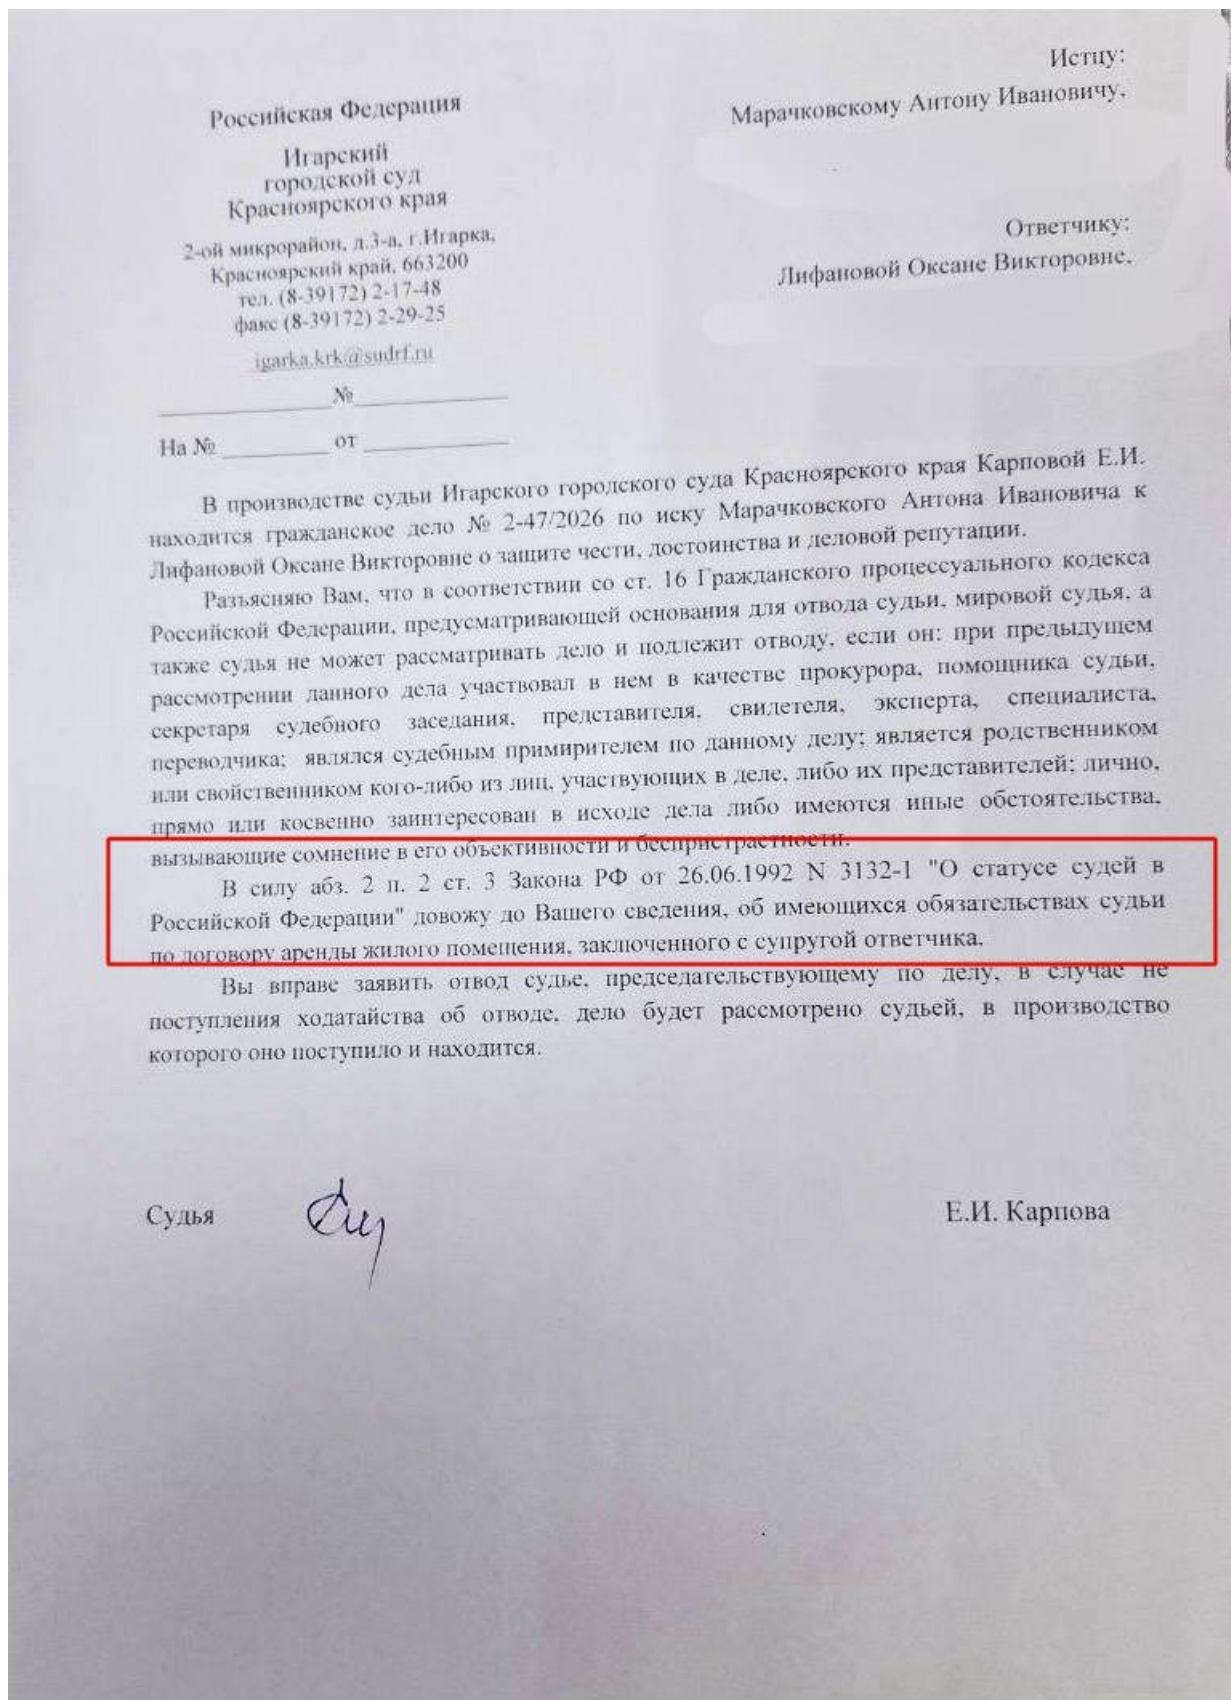 Истцу:
Марачковскому Антону Ивановичу,
Российская Федерация
Игарский
городской суд
Красноярского края
2-ой микрорайон, д.3-а, г.Игарка,
Красноярский край, 663200
тел. (8-39172) 2-17-48
факс (8-39172) 2-29-25
igarka.krk@sudrf.ru
№
На № от
Ответчику:
Лифановой Оксане Викторовне,
В производстве судьи Игарского городского суда Красноярского края Карповой Е.И.
находится гражданское дело № 2-47/2026 по иску Марачковского Антона Ивановича к
Лифановой Оксане Викторовне о защите чести, достоинства и деловой репутации.
Разъясняю Вам, что в соответствии со ст. 16 Гражданского процессуального кодекса
Российской Федерации, предусматривающей основания для отвода судьи, мировой судья, а
также судья не может рассматривать дело и подлежит отводу, если он: при предыдущем
рассмотрении данного дела участвовал в нем в качестве прокурора, помощника судьи,
секретаря судебного заседания, представителя, свидетеля, эксперта, специалиста,
переводчика; являлся судебным примирителем по данному делу; является родственником
или свойственником кого-либо из лиц, участвующих в деле, либо их представителей; лично,
прямо или косвенно заинтересован в исходе дела либо имеются иные обстоятельства,
вызывающие сомнение в его объективности и беспристрастности.
В силу абз. 2 п. 2 ст. 3 Закона РФ от 26.06.1992 N 3132-1 "О статусе судей в
Российской Федерации" довожу до Вашего сведения, об имеющихся обязательствах судьи
по договору аренды жилого помещения, заключенного с супругой ответчика.
Вы вправе заявить отвод судье, председательствующему по делу, в случае не
поступления ходатайства об отводе, дело будет рассмотрено судьей, в производство
которого оно поступило и находится.
Судья
Е.И. Карпова